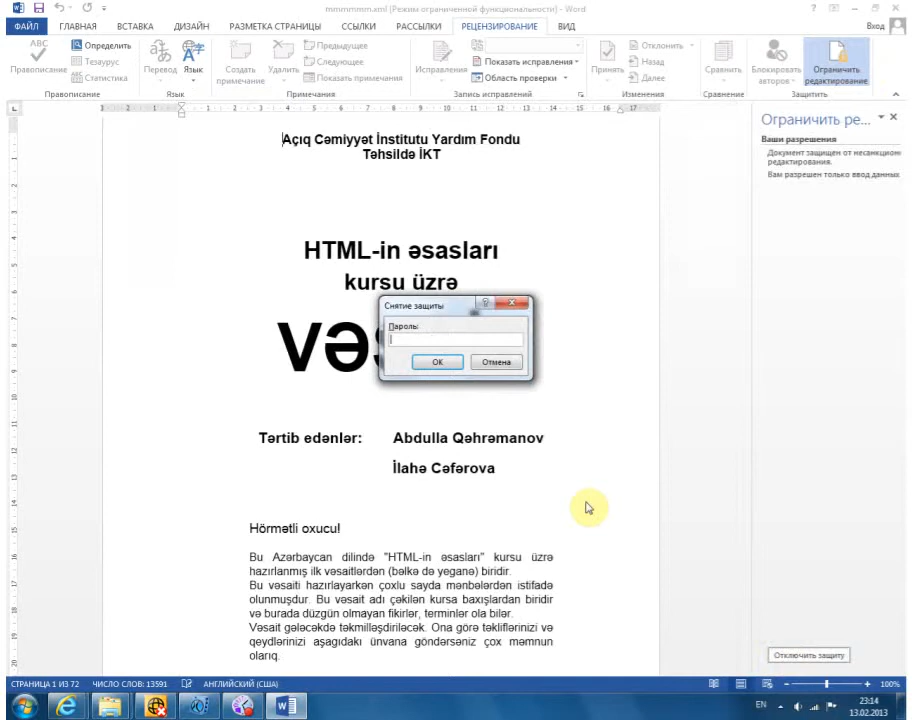 mmmmmm.xml [Режим ограниченной функциональности] - Word
ФАЙЛ ГЛАВНАЯ ВСТАВКА ДИЗАЙН РАЗМЕТКА СТРАНИЦЫ ССЫЛКИ РАССЫЛКИ РЕЦЕНЗИРОВАНИЕ ВИД Вход
ABC Правописание
Определить
Тезаурус
ABC Статистика
Правописание
Перевод Язык
Язык
Создать примечание
Удалить
Предыдущее
Следующее
Показать примечания
Примечания
Исправления
Показать исправления
Область проверки
Запись исправлений
Принять
Отклонить
Назад
Далее
Изменения
Сравнить
Сравнение
Блокировать авторов
Ограничить редактирование
Защитить
Açıq Cəmiyyət İnstitutu Yardım Fondu
Təhsildə İKT
HTML-in əsasları
kursu üzrə
Снятие защиты
Пароль:
ОК Отмена
Tərtib edənlər: Abdulla Qəhrəmanov
İlahə Cəfərova
Hörmətli oxucu!
Bu Azərbaycan dilində "HTML-in əsasları" kursu üzrə
hazırlanmış ilk vəsaitlərdən (bəlkə də yeganə) biridir.
Bu vəsaiti hazırlayarkən çoxlu sayda mənbələrdən istifadə
olunmuşdur. Bu vəsait adı çəkilən kursa baxışlardan biridir
və burada düzgün olmayan fikirlər, terminlər ola bilər.
Vəsait gələcəkdə təkmilləşdiriləcək. Ona görə təkliflərinizi və
qeydlərinizi aşagıdakı ünvana göndərsəniz çox məmnun
olarıq.
Ограничить ре...
Ваши разрешения
Документ защищен от несанкцион
редактирования.
Вам разрешен только ввод данных
Отключить защиту
СТРАНИЦА 1 ИЗ 72 ЧИСЛО СЛОВ: 13591 АНГЛИЙСКИЙ (США) 100%
EN 23:14
13.02.2013